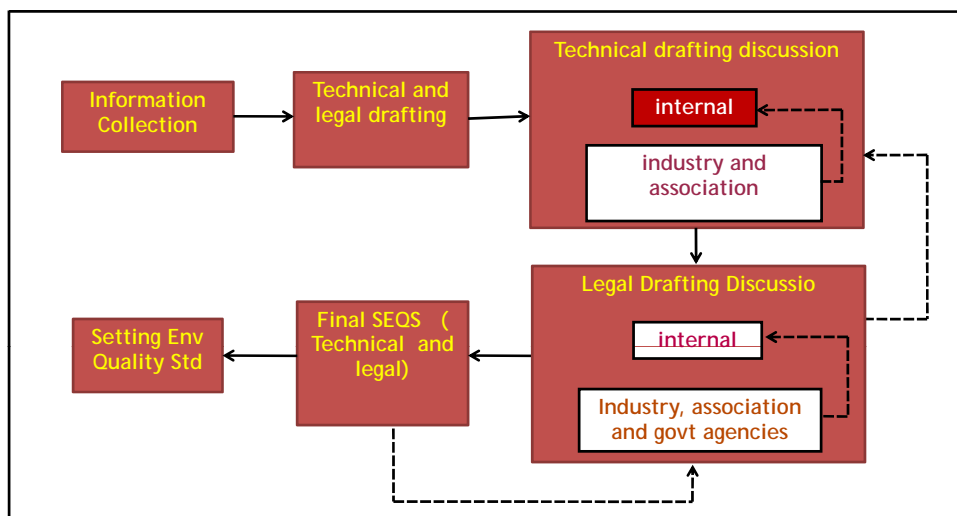 Information
Collection
Technical and
legal drafting
Technical drafting discussion
internal
industry and
association
Legal Drafting Discussio
internal
Industry, association
and govt agencies
Final SEQS (
Technical and
legal)
Setting Env
Quality Std